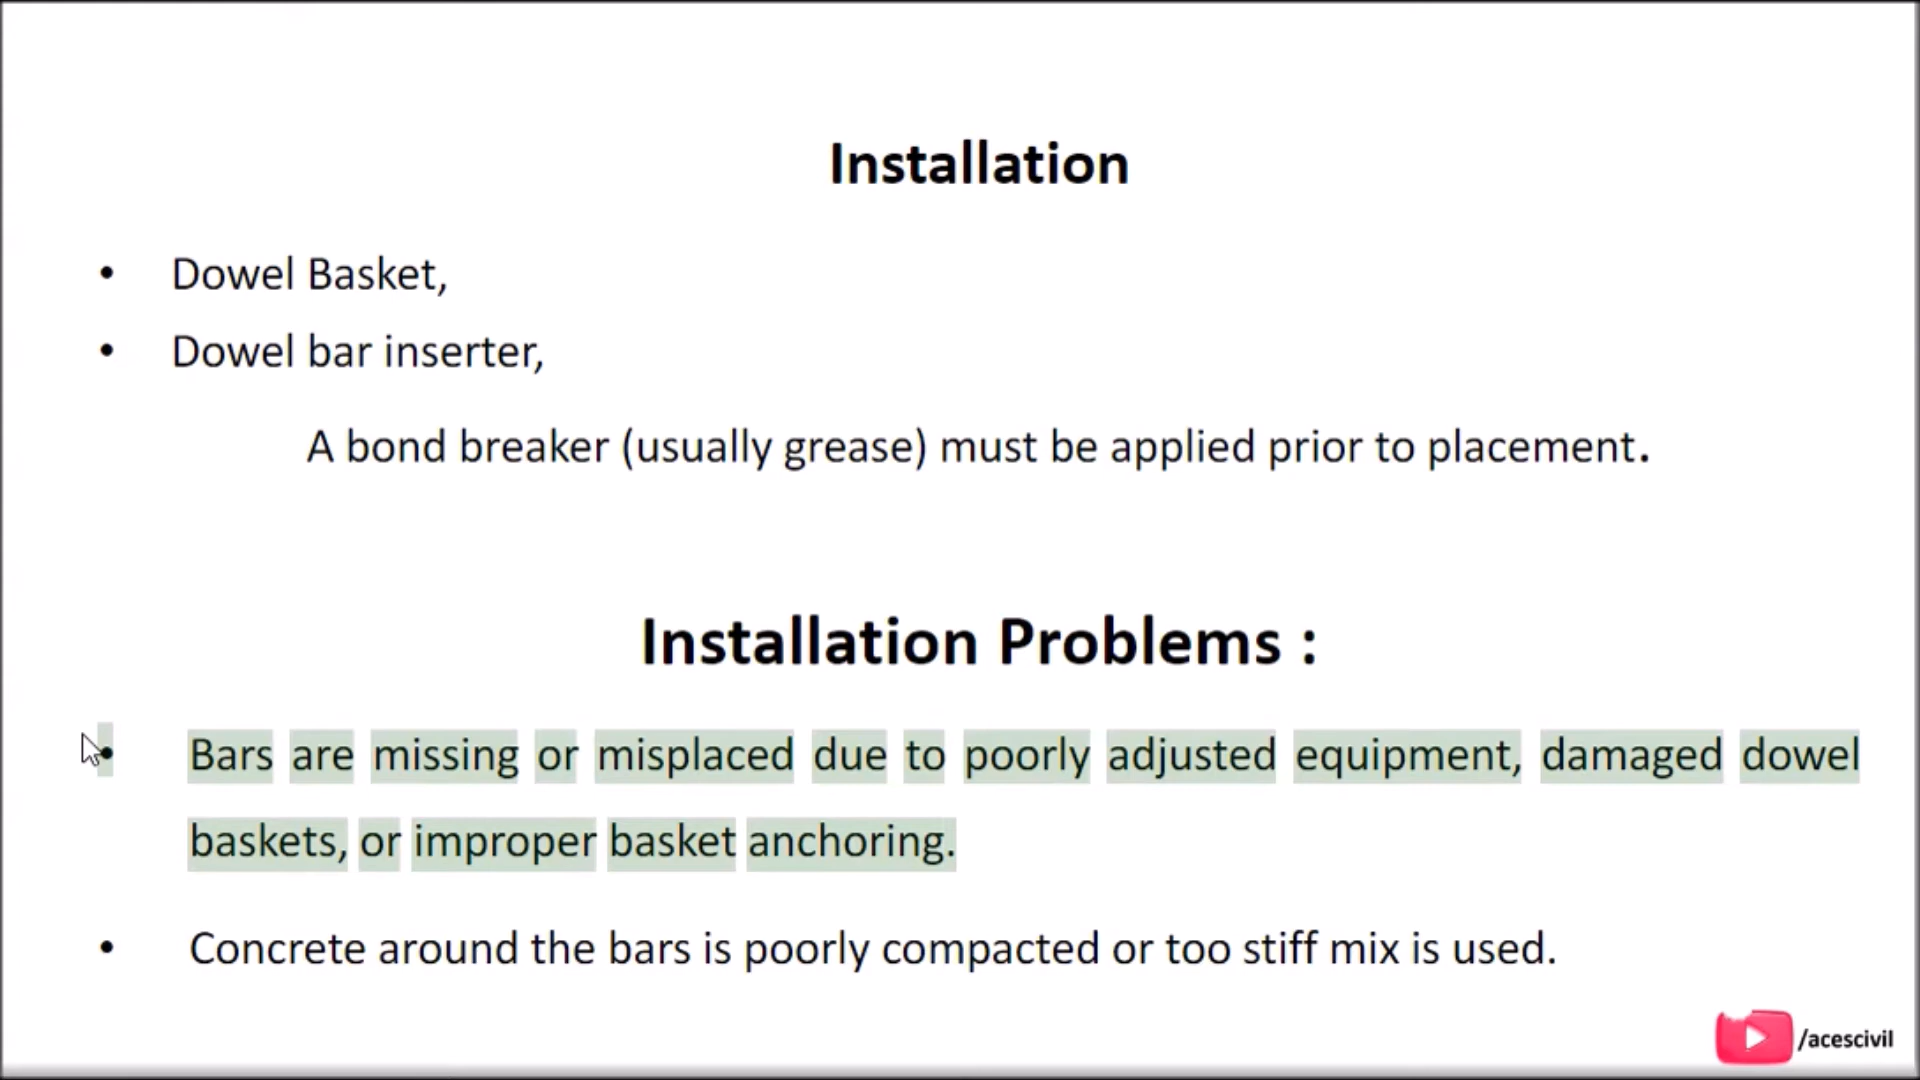 Installation
• Dowel Basket,
• Dowel bar inserter,
A bond breaker (usually grease) must be applied prior to placement.
Installation Problems :
• Bars are missing or misplaced due to poorly adjusted equipment, damaged dowel
baskets, or improper basket anchoring.
• Concrete around the bars is poorly compacted or too stiff mix is used.
/acescivil